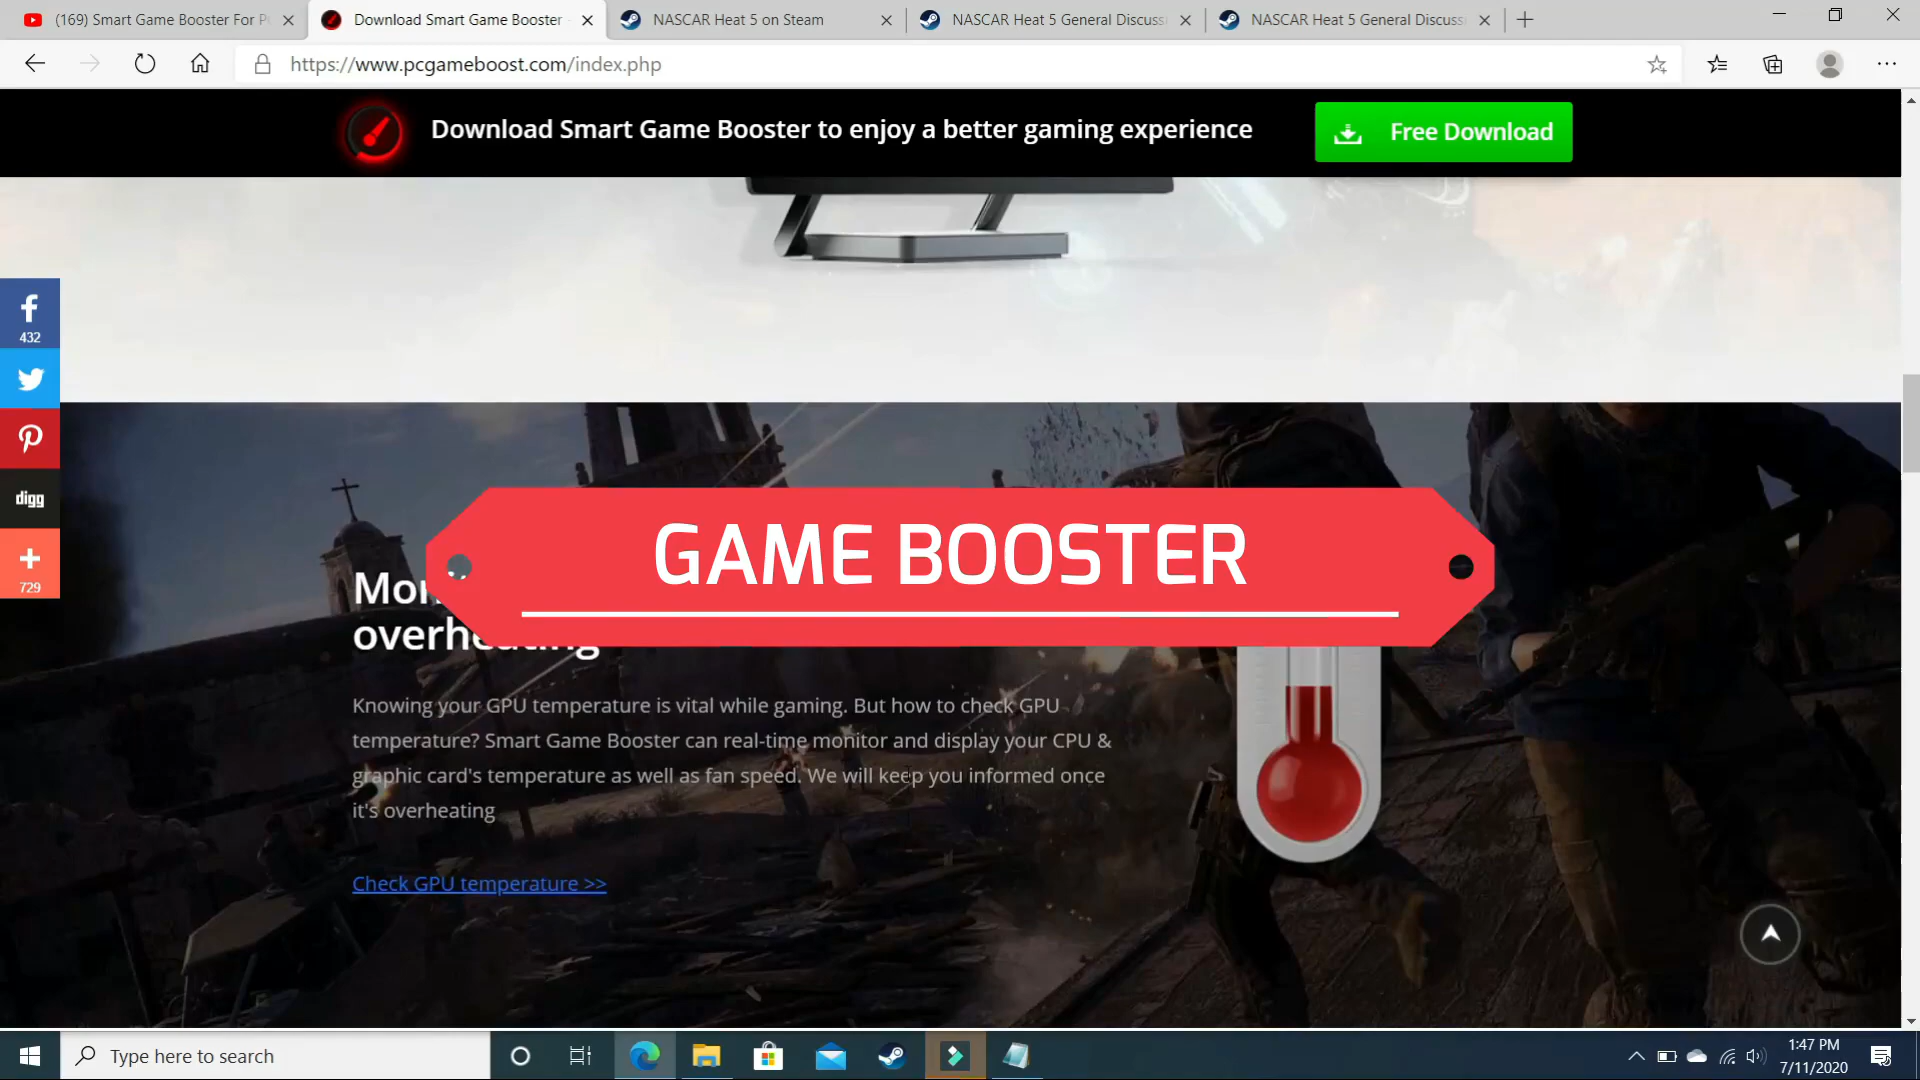 (169) Smart Game Booster For P
Download Smart Game Booster
NASCAR Heat 5 on Steam
NASCAR Heat 5 General Discuss
NASCAR Heat 5 General Discuss
https://www.pcgameboost.com/index.php
Download Smart Game Booster to enjoy a better gaming experience
Free Download
432
digg
729
GAME BOOSTER
overheating
Knowing your GPU temperature is vital while gaming. But how to check GPU
temperature? Smart Game Booster can real-time monitor and display your CPU &
graphic card's temperature as well as fan speed. We will keep you informed once
it's overheating
Check GPU temperature >>
Type here to search
1:47 PM
7/11/2020